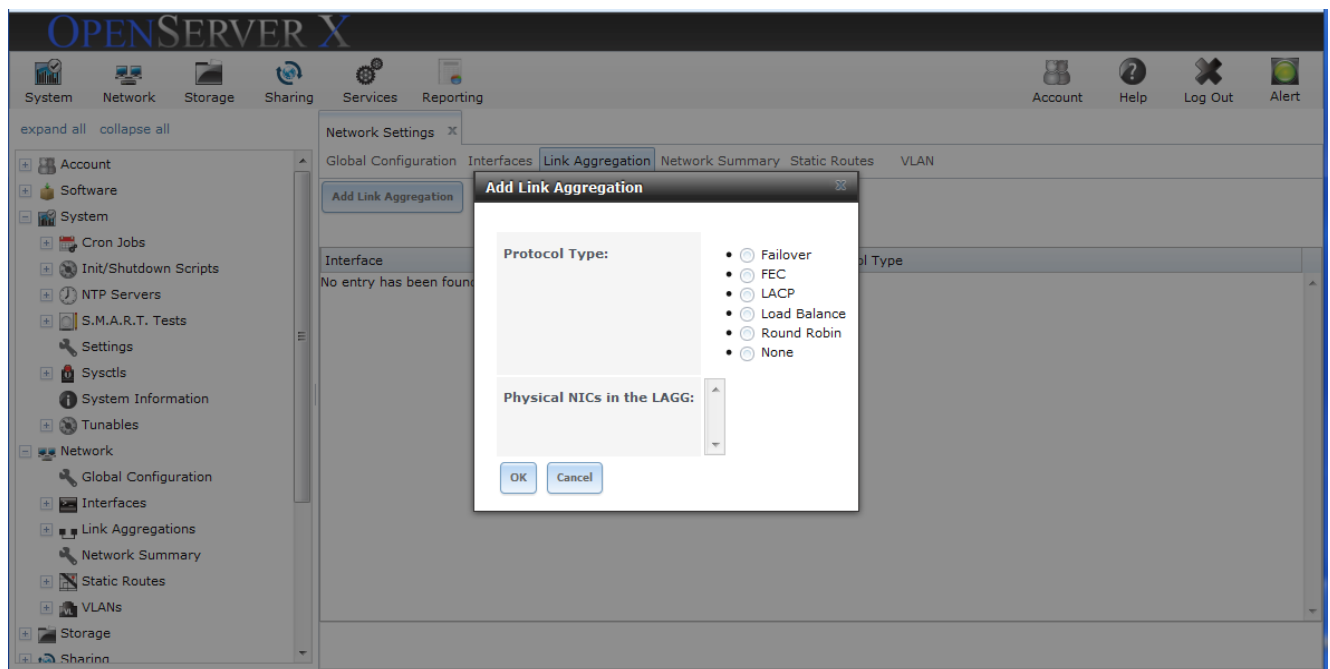 OPENSERVER X
System Network Storage Sharing Services Reporting Account Help Log Out Alert
expand all collapse all
Network Settings X
Global Configuration Interfaces Link Aggregation Network Summary Static Routes VLAN
Add Link Aggregation
Account
Software
System
Cron Jobs
Init/Shutdown Scripts
NTP Servers
S.M.A.R.T. Tests
Settings
Sysctls
System Information
Tunables
Network
Global Configuration
Interfaces
Link Aggregations
Network Summary
Static Routes
VLANs
Storage
Sharing
Interface
ol Type
No entry has been foun
Add Link Aggregation
Protocol Type:
• Failover
• FEC
• LACP
• Load Balance
• Round Robin
• None
Physical NICs in the LAGG:
OK Cancel